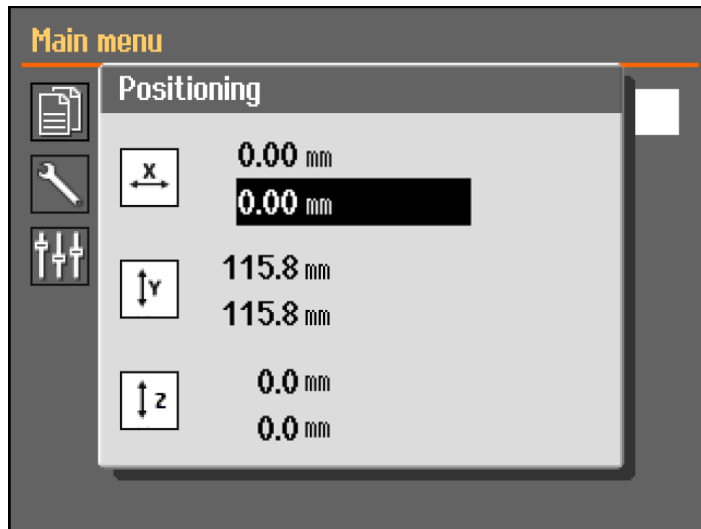 Main menu
Positioning
X
0.00 mm
0.00 mm
Y
115.8 mm
115.8 mm
Z
0.0 mm
0.0 mm